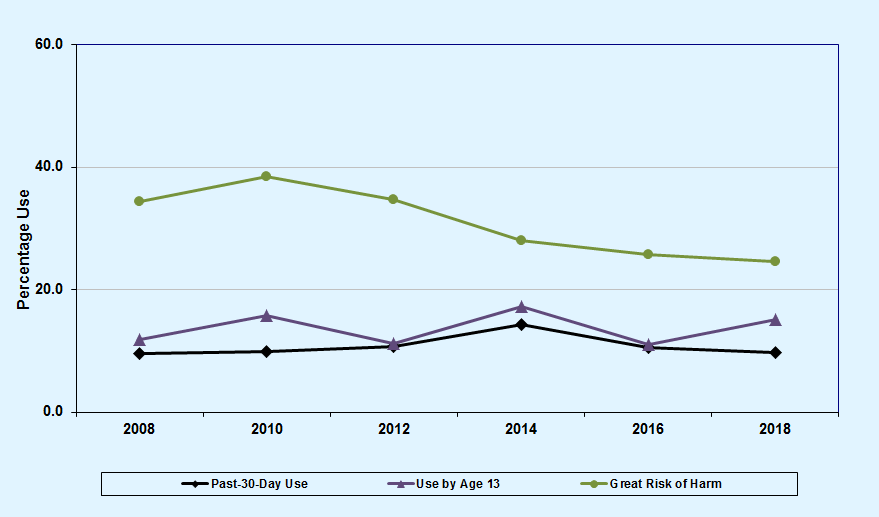 60.0
40.0
20.0
0.0
Percentage Use
2008 2010 2012 2014 2016 2018
Past-30-Day Use Use by Age 13 Great Risk of Harm